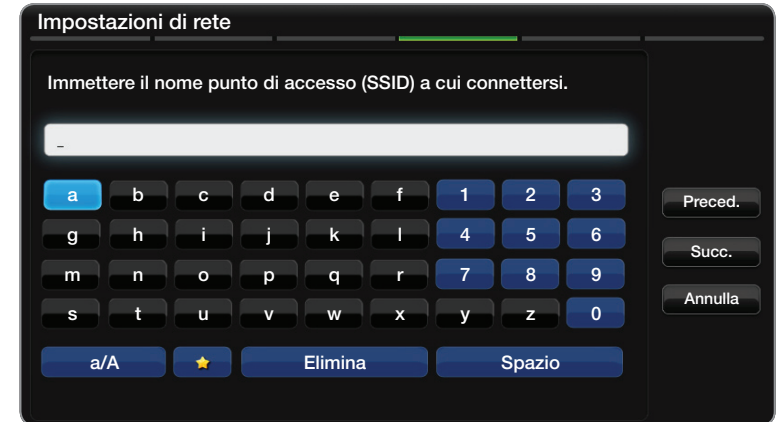 Impostazioni di rete
Immettere il nome punto di accesso (SSID) a cui connettersi.
_
a b c d e f 1 2 3
g h i j k l 4 5 6
m n o p q r 7 8 9
s t u v w x y z 0
a/A Elimina Spazio
Preced.
Succ.
Annulla